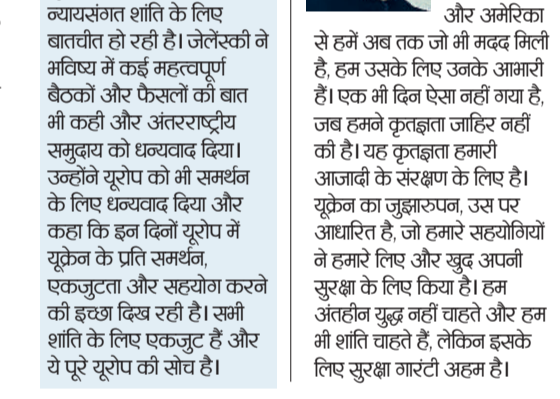 न्यायसंगत शांति के लिए
बातचीत हो रही है। जेलेंस्की ने
भविष्य में कई महत्वपूर्ण
बैठकों और फैसलों की बात
भी कही और अंतरराष्ट्रीय
समुदाय को धन्यवाद दिया।
उन्होंने यूरोप को भी समर्थन
के लिए धन्यवाद दिया और
कहा कि इन दिनों यूरोप में
यूक्रेन के प्रति समर्थन,
एकजुटता और सहयोग करने
की इच्छा दिख रही है। सभी
शांति के लिए एकजुट हैं और
ये पूरे यूरोप की सोच है।
और अमेरिका
से हमें अब तक जो भी मदद मिली
है, हम उसके लिए उनके आभारी
हैं। एक भी दिन ऐसा नहीं गया है,
जब हमने कृतज्ञता जाहिर नहीं
की है। यह कृतज्ञता हमारी
आजादी के संरक्षण के लिए है।
यूक्रेन का जुझारुपन, उस पर
आधारित है, जो हमारे सहयोगियों
ने हमारे लिए और खुद अपनी
सुरक्षा के लिए किया है। हम
अंतहीन युद्ध नहीं चाहते और हम
भी शांति चाहते हैं, लेकिन इसके
लिए सुरक्षा गारंटी अहम है।